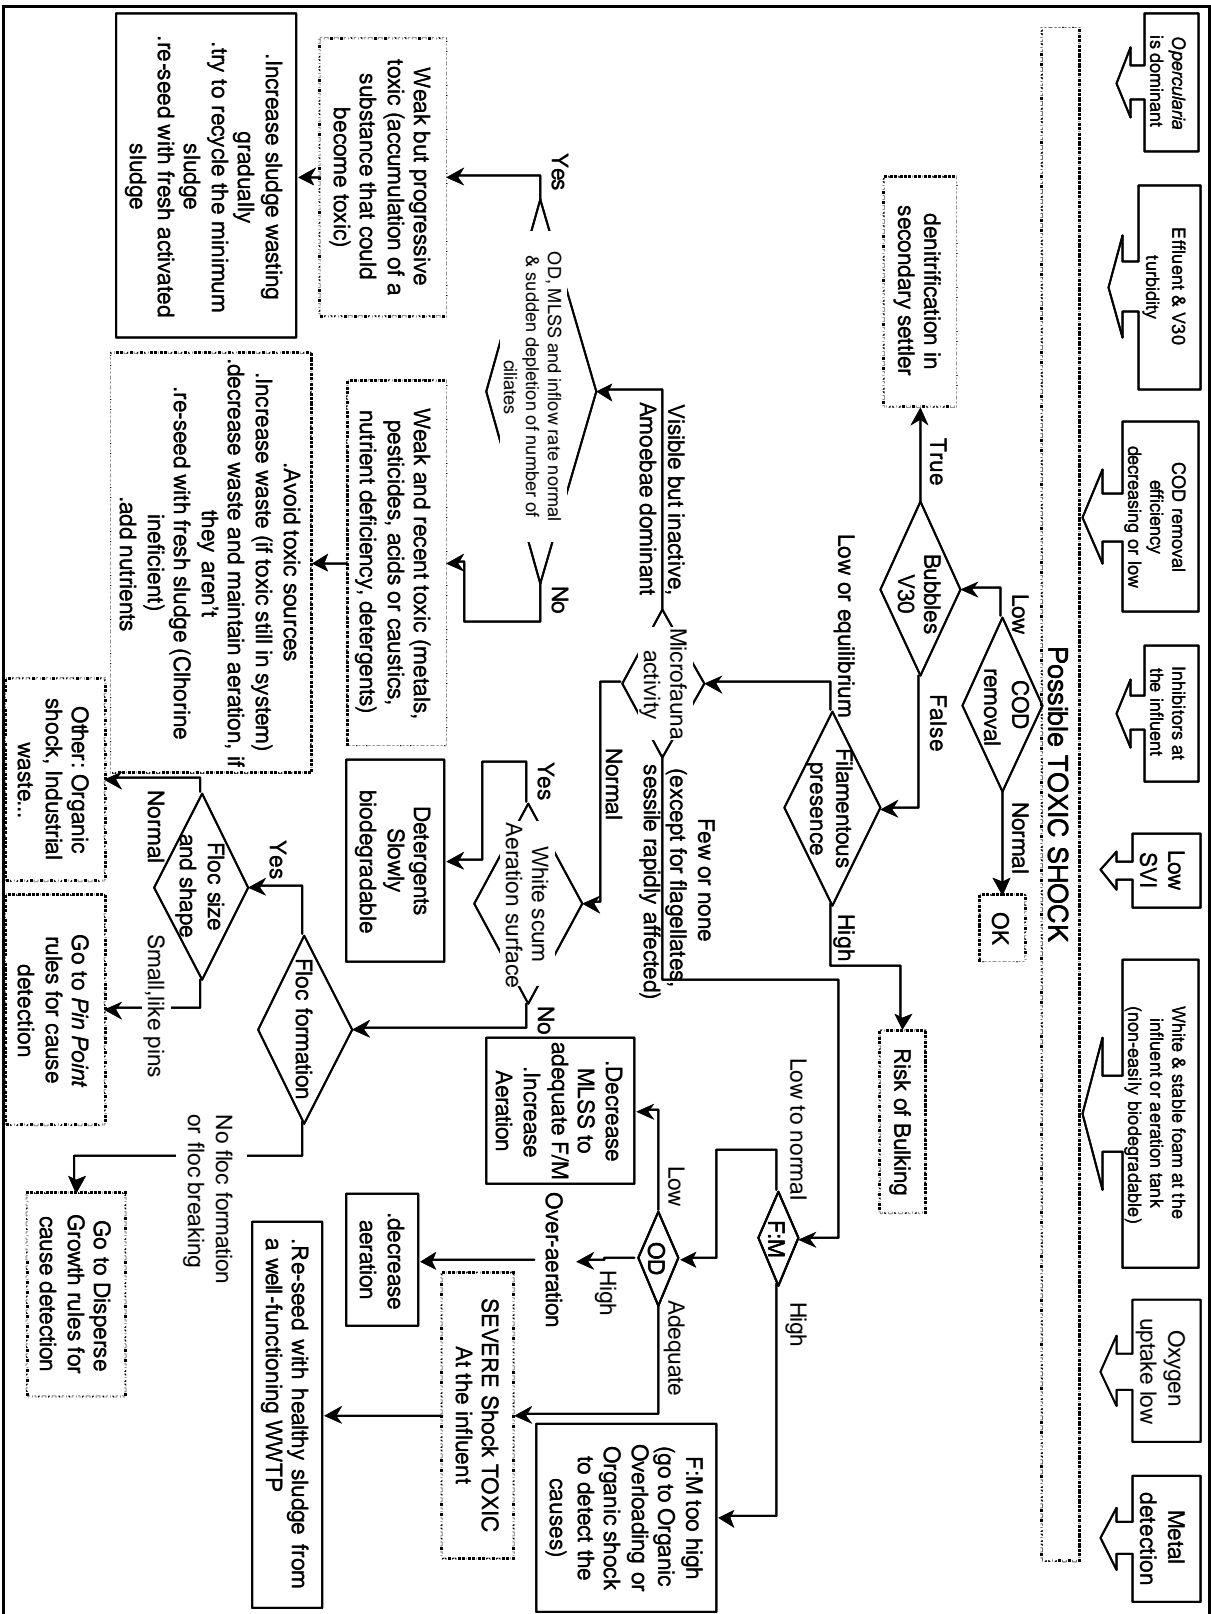 Opercularia
is dominant
Effluent & V30
turbidity
COD removal
efficiency
decreasing or low
Inhibitors at
the influent
Low
SVI
White & stable foam at the
influent or aeration tank
(non-easily biodegradable)
Oxygen
uptake low
Metal
detection
Possible TOXIC SHOCK
COD
removal
Low
Normal
OK
Bubbles
V30
True
False
denitrification in
secondary settler
Filamentous
presence
Low or equilibrium
High
Risk of Bulking
Microfauna
activity
Visible but inactive,
Amoebae dominant
Few or none
(except for flagellates,
sessile rapidly affected)
Normal
F:M
Low to normal
High
F:M too high
(go to Organic
Overloading or
Organic shock
to detect the
causes)
OD
Low
High
Adequate
.Decrease
MLSS to
adequate F/M
.Increase
Aeration
Over-aeration
.decrease
aeration
SEVERE Shock TOXIC
At the influent
.Re-seed with healthy sludge from
a well-functioning WWTP
OD, MLSS and inflow rate normal
& sudden depletion of number of
ciliates
Yes
No
Weak but progressive
toxic (accumulation of a
substance that could
become toxic)
.Increase sludge wasting
gradually
.try to recycle the minimum
sludge
.re-seed with fresh activated
sludge
Weak and recent toxic (metals,
pesticides, acids or caustics,
nutrient deficiency, detergents)
.Avoid toxic sources
.Increase waste (if toxic still in system)
.decrease waste and maintain aeration, if
they aren't
.re-seed with fresh sludge (Clhorine
ineficient)
.add nutrients
White scum
Aeration surface
Yes
No
Detergents
Slowly
biodegradable
Floc formation
Yes
No floc formation
or floc breaking
Floc size
and shape
Normal
Small,like pins
Other: Organic
shock, Industrial
waste...
Go to Pin Point
rules for cause
detection
Go to Disperse
Growth rules for
cause detection